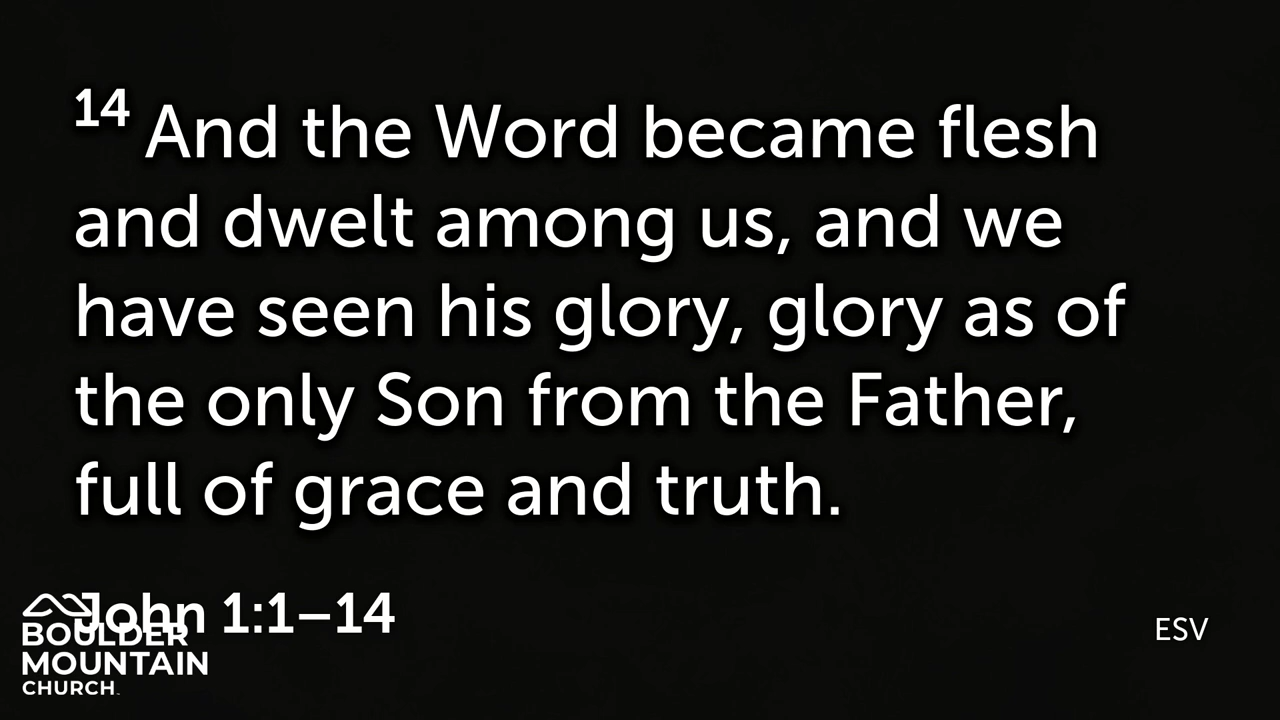 14 And the Word became flesh
and dwelt among us, and we
have seen his glory, glory as of
the only Son from the Father,
full of grace and truth.
John 1:1–14
ESV
BOULDER
MOUNTAIN
CHURCH